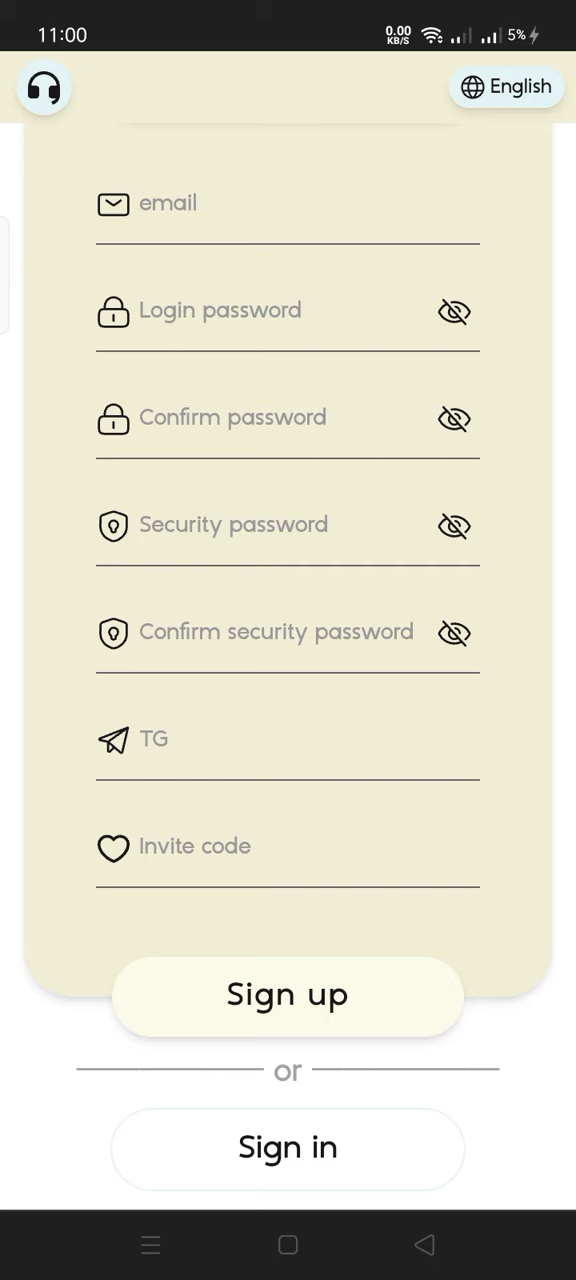 11:00
0.00
KB/S
5%
English
email
Login password
Confirm password
Security password
Confirm security password
TG
Invite code
Sign up
or
Sign in